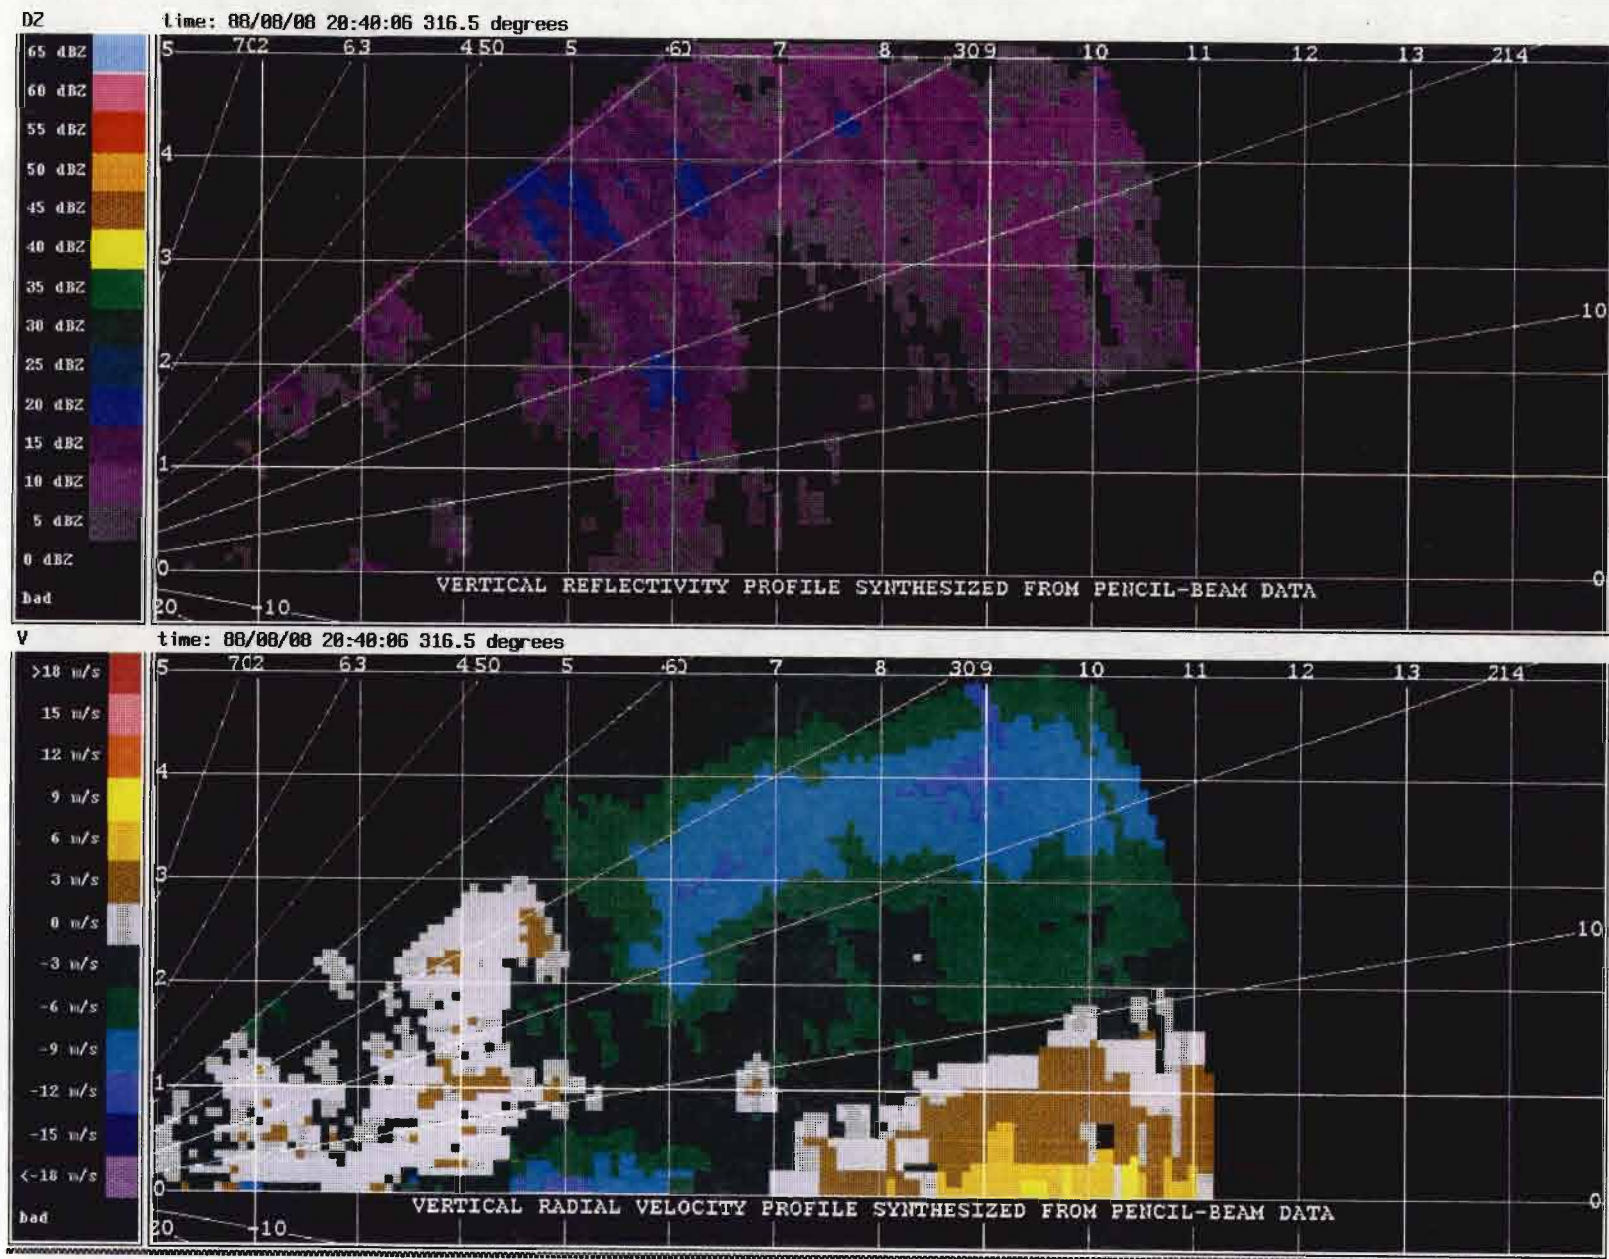 DZ
time: 88/08/08 20:40:06 316.5 degrees
65 dBZ
60 dBZ
55 dBZ
50 dBZ
45 dBZ
40 dBZ
35 dBZ
30 dBZ
25 dBZ
20 dBZ
15 dBZ
10 dBZ
5 dBZ
0 dBZ
bad
5 702 63 450 5 60 7 8 309 10 11 12 13 214
4
3
10
2
1
0 0
VERTICAL REFLECTIVITY PROFILE SYNTHESIZED FROM PENCIL-BEAM DATA
20 -10
V
time: 88/08/08 20:40:06 316.5 degrees
>18 m/s
15 m/s
12 m/s
9 m/s
6 m/s
3 m/s
0 m/s
-3 m/s
-6 m/s
-9 m/s
-12 m/s
-15 m/s
<-18 m/s
bad
5 702 63 450 5 60 7 8 309 10 11 12 13 214
4
3
10
2
1
0 0
VERTICAL RADIAL VELOCITY PROFILE SYNTHESIZED FROM PENCIL-BEAM DATA
20 -10